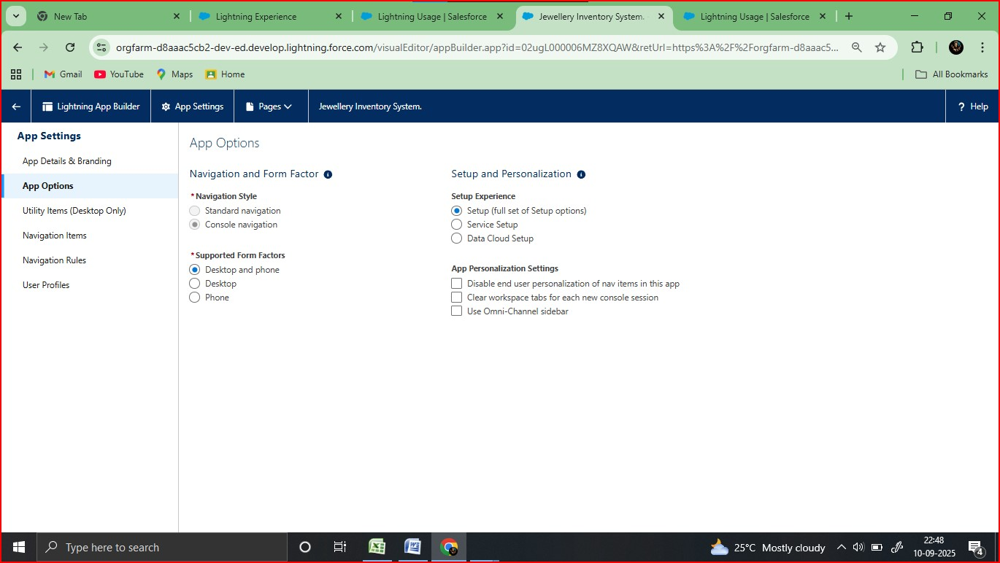 New Tab
Lightning Experience
Lightning Usage | Salesforce
Jewellery Inventory System.
Lightning Usage | Salesforce
orgfarm-d8aaac5cb2-dev-ed.develop.lightning.force.com/visualEditor/appBuilder.app?id=02ugL000006MZ8XQAW&retUrl=https%3A%2F%2Forgfarm-d8aaac5...
Gmail
YouTube
Maps
Home
All Bookmarks
Lightning App Builder
App Settings
Pages
Jewellery Inventory System.
? Help
App Settings
App Details & Branding
App Options
Utility Items (Desktop Only)
Navigation Items
Navigation Rules
User Profiles
App Options
Navigation and Form Factor
*Navigation Style
Standard navigation
Console navigation
*Supported Form Factors
Desktop and phone
Desktop
Phone
Setup and Personalization
Setup Experience
Setup (full set of Setup options)
Service Setup
Data Cloud Setup
App Personalization Settings
Disable end user personalization of nav items in this app
Clear workspace tabs for each new console session
Use Omni-Channel sidebar
Type here to search
25°C Mostly cloudy
22:48
10-09-2025
4